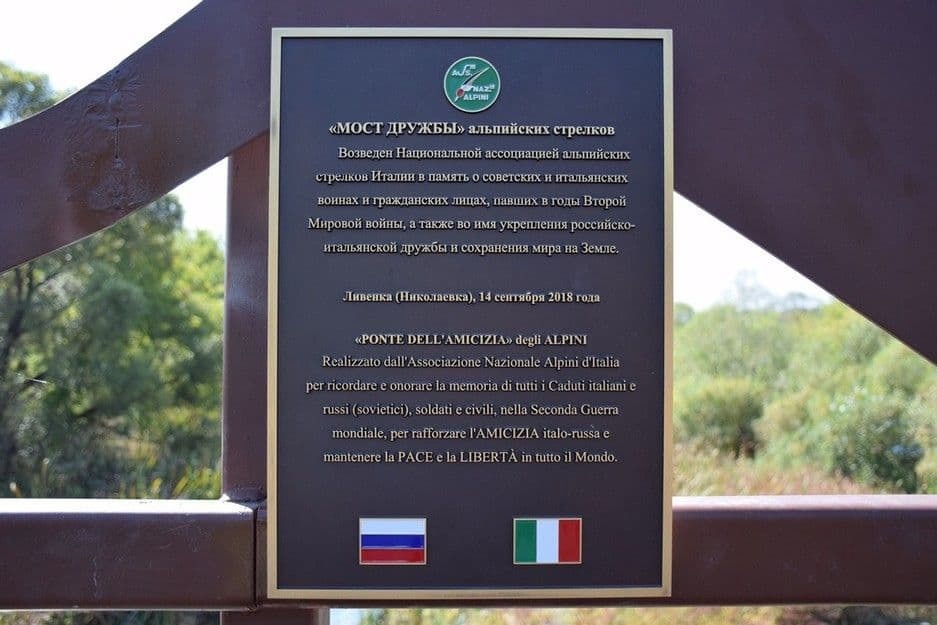 ASS.NE
NAZ.LE
ALPINI
«МОСТ ДРУЖБЫ» альпийских стрелков
Возведен Национальной ассоциацией альпийских
стрелков Италии в память о советских и итальянских
воинах и гражданских лицах, павших в годы Второй
Мировой войны, а также во имя укрепления российско-
итальянской дружбы и сохранения мира на Земле.
Ливенка (Николаевка), 14 сентября 2018 года
«PONTE DELL'AMICIZIA» degli ALPINI
Realizzato dall'Associazione Nazionale Alpini d'Italia
per ricordare e onorare la memoria di tutti i Caduti italiani e
russi (sovietici), soldati e civili, nella Seconda Guerra
mondiale, per rafforzare l'AMICIZIA italo-russa e
mantenere la PACE e la LIBERTÀ in tutto il Mondo.